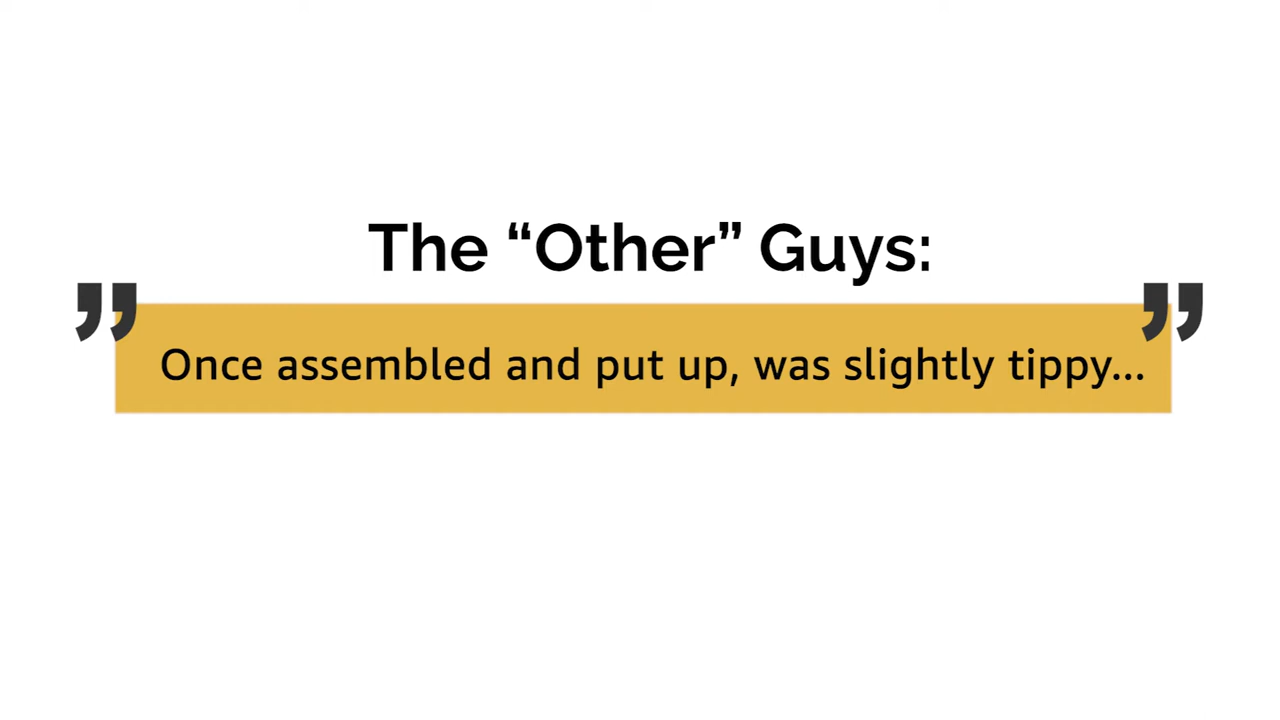 The “Other” Guys:
”Once assembled and put up, was slightly tippy...”